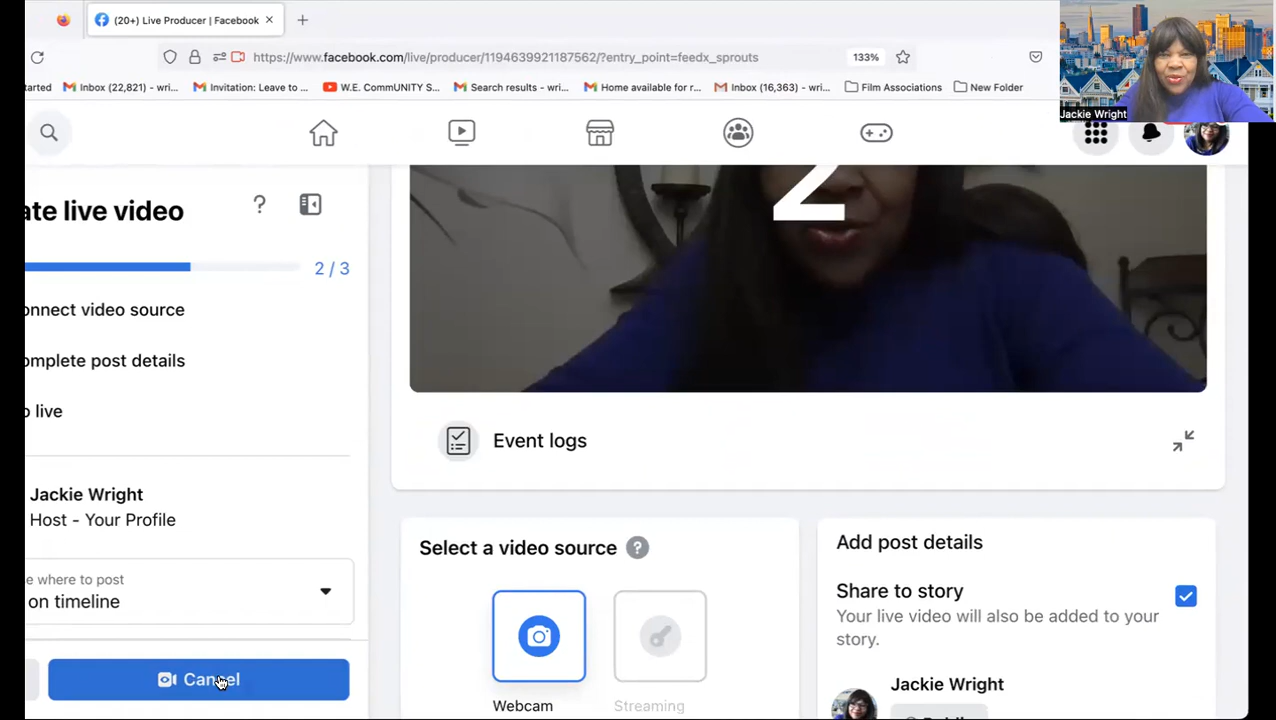 (20+) Live Producer | Facebook
https://www.facebook.com/live/producer/1194639921187562/?entry_point=feedx_sprouts
133%
tarted
Inbox (22,821) - wri...
Invitation: Leave to ...
W.E. CommUNITY S...
Search results - wri...
Home available for r...
Inbox (16,363) - wri...
Film Associations
New Folder
Jackie Wright
ate live video
2 / 3
onnect video source
omplete post details
o live
Jackie Wright
Host - Your Profile
e where to post
on timeline
Cancel
2
Event logs
Select a video source
Webcam
Streaming
Add post details
Share to story
Your live video will also be added to your
story.
Jackie Wright